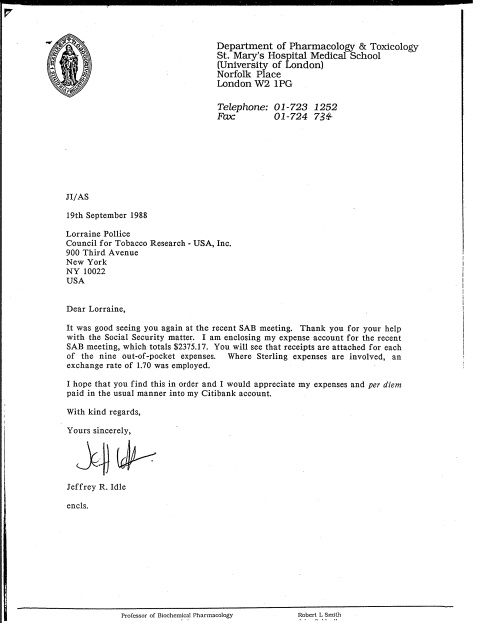 Department of Pharmacology & Toxicology
St. Mary's Hospital Medical School
(University of London)
Norfolk Place
London W2 1PG
Telephone: 01-723 1252
Fax: 01-724 734
JI/AS
19th September 1988
Lorraine Pollice
Council for Tobacco Research - USA, Inc.
900 Third Avenue
New York
NY 10022
USA
Dear Lorraine,
It was good seeing you again at the recent SAB meeting. Thank you for your help
with the Social Security matter. I am enclosing my expense account for the recent
SAB meeting, which totals $2375.17. You will see that receipts are attached for each
of the nine out-of-pocket expenses. Where Sterling expenses are involved, an
exchange rate of 1.70 was employed.
I hope that you find this in order and I would appreciate my expenses and per diem
paid in the usual manner into my Citibank account.
With kind regards,
Yours sincerely,
Jeffrey R. Idle
encls.
Professor of Biochemical Pharmacology
Robert L Smith